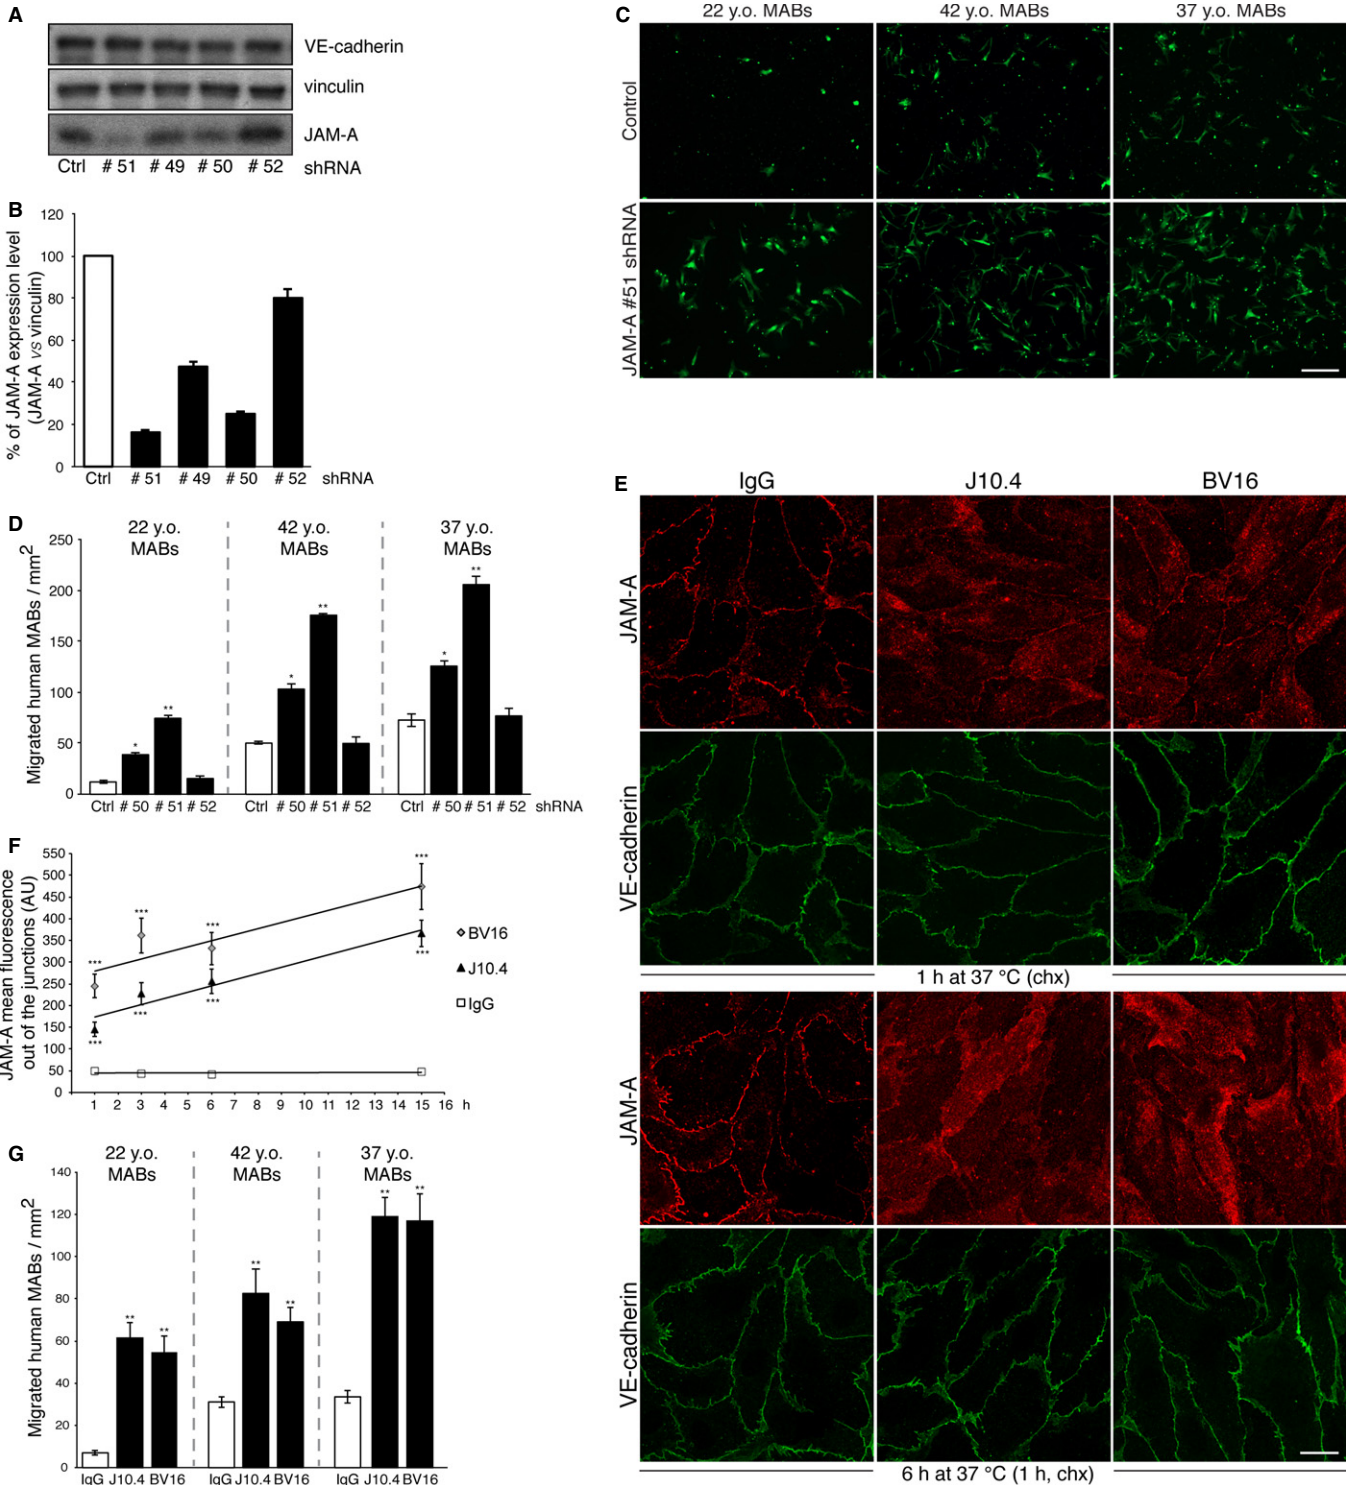 A
VE-cadherin
vinculin
JAM-A
Ctrl # 51 # 49 # 50 # 52 shRNA
B
% of JAM-A expression level
(JAM-A vs vinculin)
120
100
80
60
40
20
0
Ctrl # 51 # 49 # 50 # 52 shRNA
C
22 y.o. MABs 42 y.o. MABs 37 y.o. MABs
Control
JAM-A #51 shRNA
D
22 y.o. MABs
42 y.o. MABs
37 y.o. MABs
Migrated human MABs / mm2
250
200
150
100
50
0
* ** * ** * **
Ctrl # 50 # 51 # 52 Ctrl # 50 # 51 # 52 Ctrl # 50 # 51 # 52 shRNA
E
IgG J10.4 BV16
JAM-A
VE-cadherin
1 h at 37 °C (chx)
JAM-A
VE-cadherin
6 h at 37 °C (1 h, chx)
F
JAM-A mean fluorescence
out of the junctions (AU)
550
500
450
400
350
300
250
200
150
100
50
0
*** *** *** ***
*** *** *** ***
1 2 3 4 5 6 7 8 9 10 11 12 13 14 15 16 h
BV16
J10.4
IgG
G
22 y.o. MABs
42 y.o. MABs
37 y.o. MABs
Migrated human MABs / mm2
140
120
100
80
60
40
20
0
** ** ** ** ** **
IgG J10.4 BV16 IgG J10.4 BV16 IgG J10.4 BV16